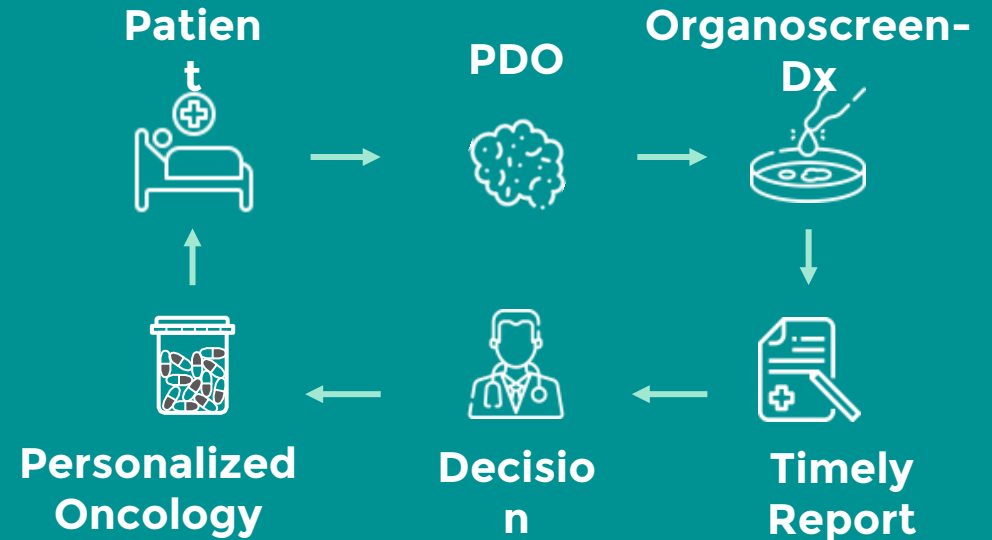 Patien
t
PDO
Organoscreen-
Dx
Personalized
Oncology
Decisio
n
Timely
Report